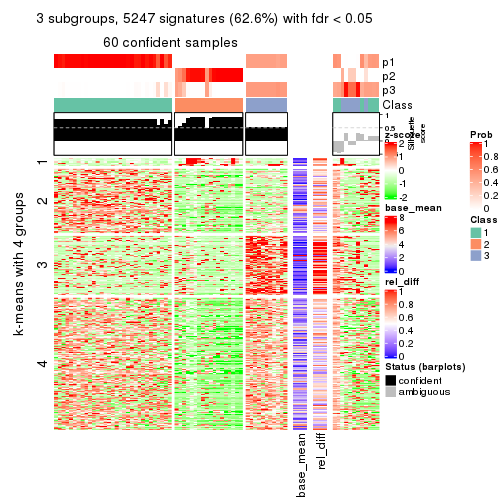 3 subgroups, 5247 signatures (62.6%) with fdr < 0.05
60 confident samples
p1
p2
p3
Class
1
0.5
0
Silhouette
score
k-means with 4 groups
1
2
3
4
base_mean
rel_diff
z-score
2
1
0
-1
-2
base_mean
8
6
4
2
0
rel_diff
1
0.8
0.6
0.4
0.2
0
Status (barplots)
confident
ambiguous
Prob
1
0.8
0.6
0.4
0.2
0
Class
1
2
3